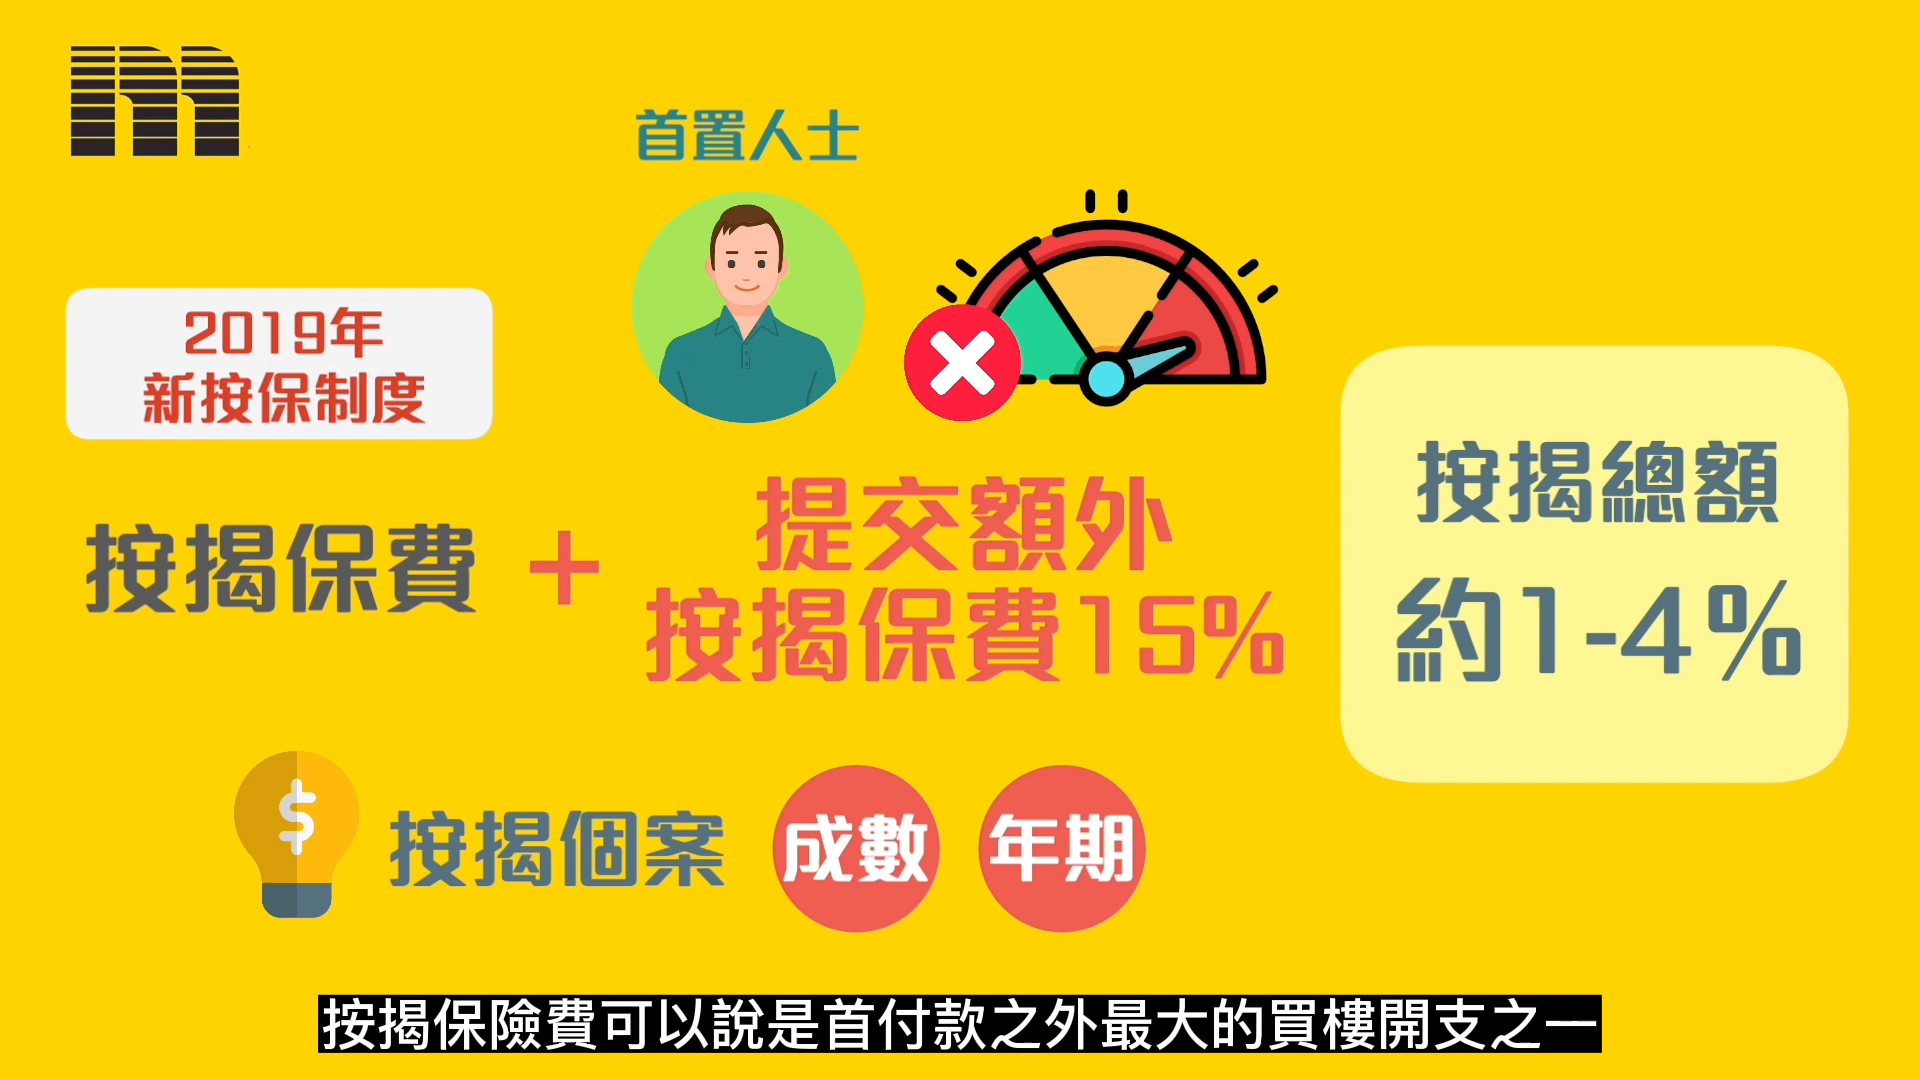 首置人士
2019年
新按保制度
按揭保費
+
提交額外
按揭保費15%
按揭總額
約1-4%
$
按揭個案
成數
年期
按揭保險費可以說是首付款之外最大的買樓開支之一